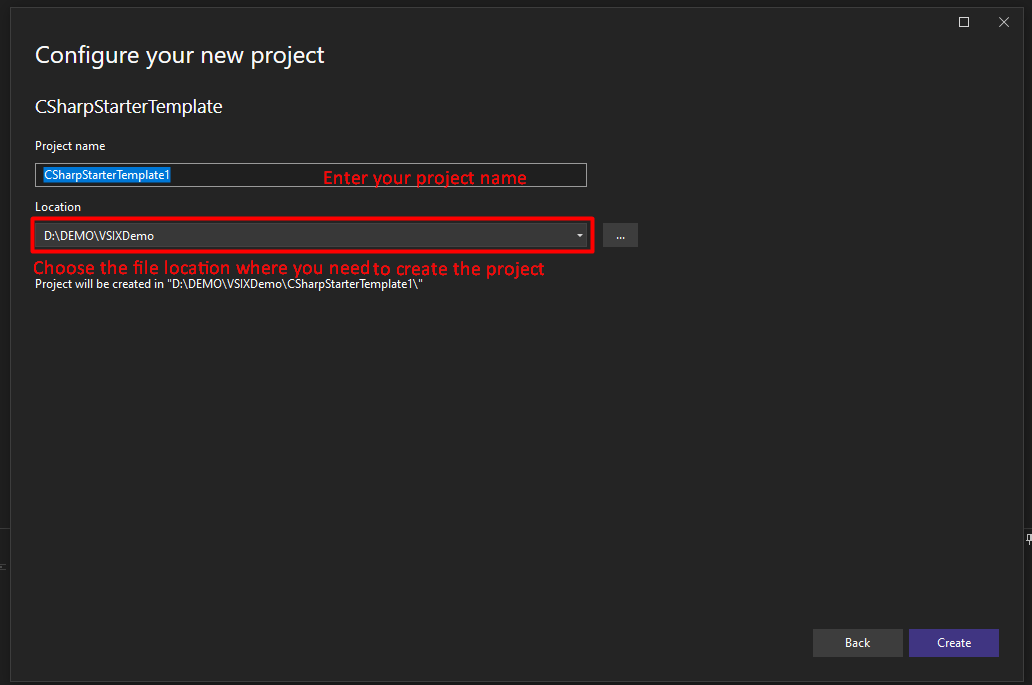 Configure your new project
CSharpStarterTemplate
Project name
CSharpStarterTemplate1
Enter your project name
Location
D:\DEMO\VSIXDemo
...
Choose the file location where you need to create the project
Project will be created in "D:\DEMO\VSIXDemo\CSharpStarterTemplate1\"
Back
Create